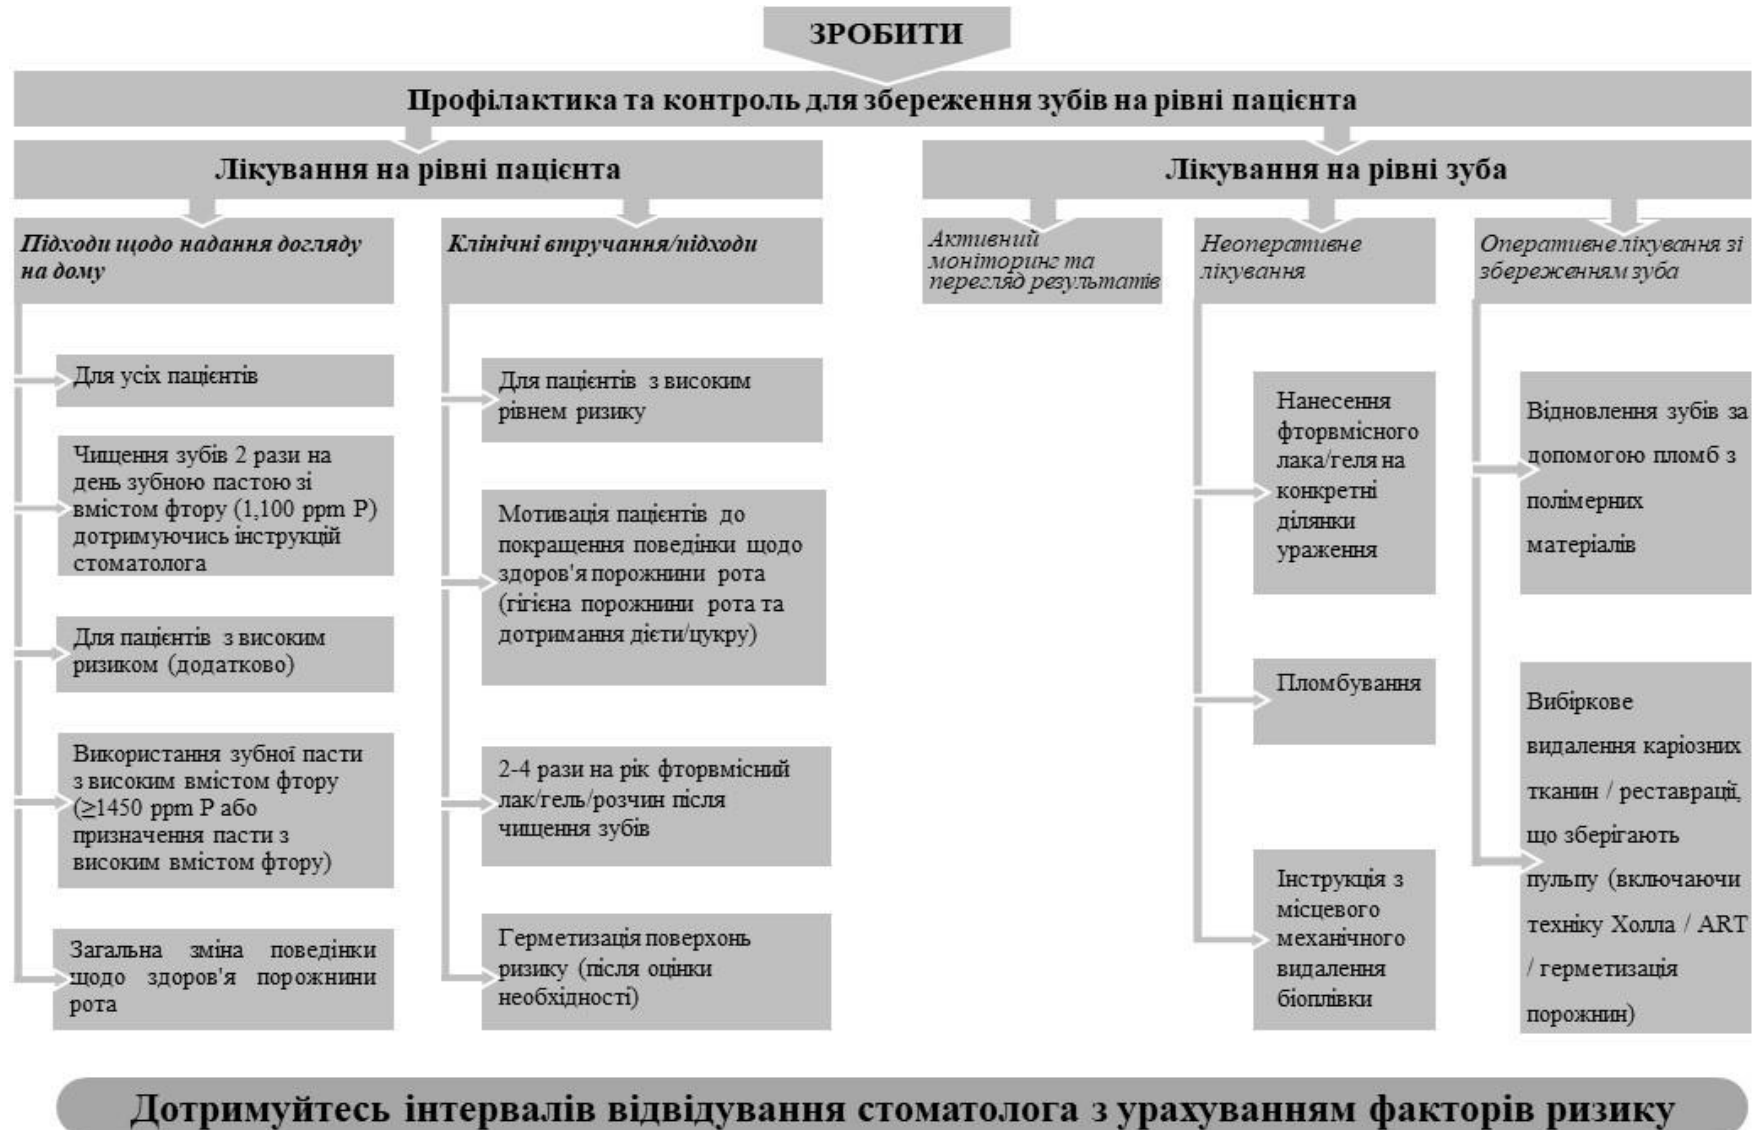 ЗРОБИТИ
Профілактика та контроль для збереження зубів на рівні пацієнта
Лікування на рівні пацієнта
Підходи щодо надання догляду
на дому
Для усіх пацієнтів
Чищення зубів 2 рази на
день зубною пастою зі
вмістом фтору (1,100 ppm P)
дотримуючись інструкцій
стоматолога
Для пацієнтів з високим
ризиком (додатково)
Використання зубної пасти
з високим вмістом фтору
(≥1450 ppm P або
призначення пасти з
високим вмістом фтору)
Загальна зміна поведінки
щодо здоров'я порожнини
рота
Клінічні втручання/підходи
Для пацієнтів з високим
рівнем ризику
Мотивація пацієнтів до
покращення поведінки щодо
здоров'я порожнини рота
(гігієна порожнини рота та
дотримання дієти/цукру)
2-4 рази на рік фторвмісний
лак/гель/розчин після
чищення зубів
Герметизація поверхонь
ризику (після оцінки
необхідності)
Лікування на рівні зуба
Активний
моніторинг та
перегляд результатів
Неоперативне
лікування
Нанесення
фторвмісного
лака/геля на
конкретні
ділянки
ураження
Пломбування
Інструкція з
місцевого
механічного
видалення
біоплівки
Оперативне лікування зі
збереженням зуба
Відновлення зубів за
допомогою пломб з
полімерних
матеріалів
Вибіркове
видалення каріозних
тканин / реставрації,
що зберігають
пульпу (включаючи
техніку Холла / ART
/ герметизація
порожнин)
Дотримуйтесь інтервалів відвідування стоматолога з урахуванням факторів ризику